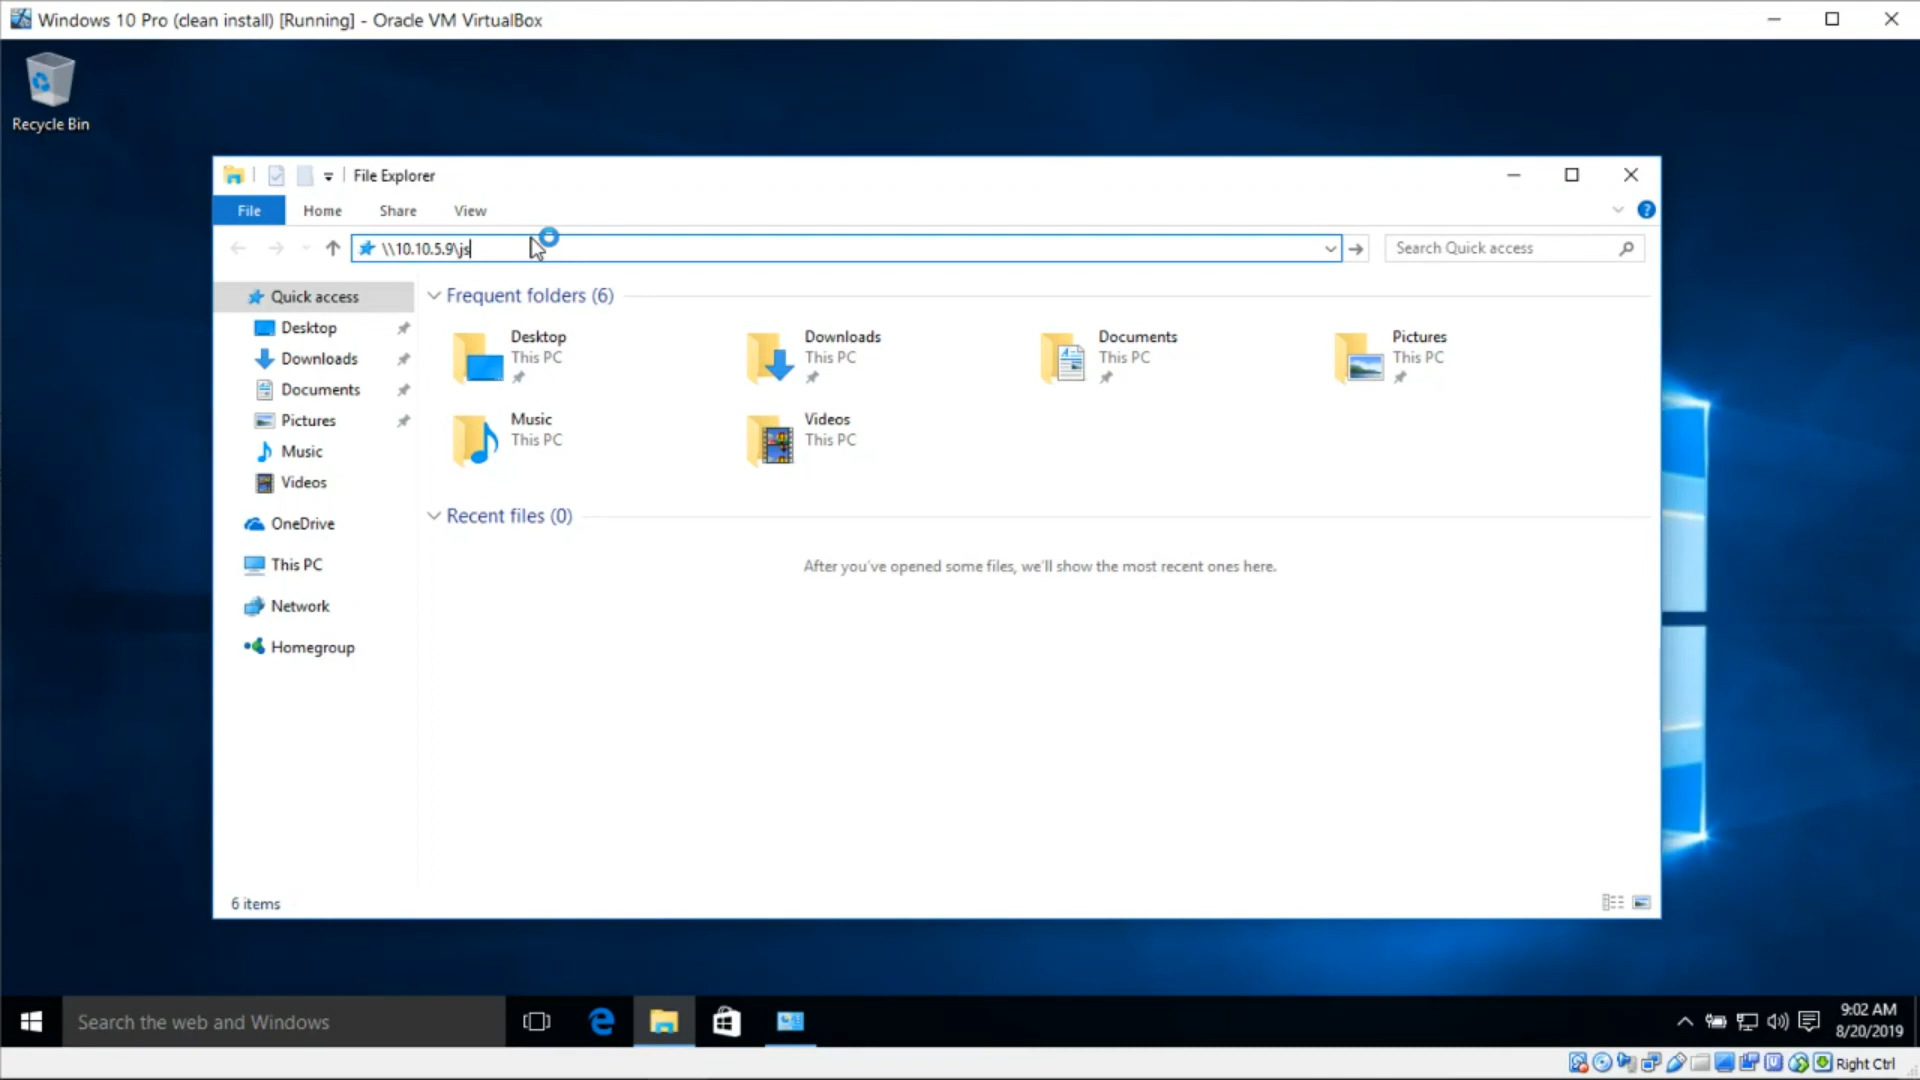 Windows 10 Pro (clean install) [Running] - Oracle VM VirtualBox
Recycle Bin
File Explorer
File Home Share View
\\10.10.5.9\js
Search Quick access
Quick access
Desktop
Downloads
Documents
Pictures
Music
Videos
OneDrive
This PC
Network
Homegroup
Frequent folders (6)
Desktop
This PC
Downloads
This PC
Documents
This PC
Pictures
This PC
Music
This PC
Videos
This PC
Recent files (0)
After you've opened some files, we'll show the most recent ones here.
6 items
Search the web and Windows
9:02 AM
8/20/2019
Right Ctrl